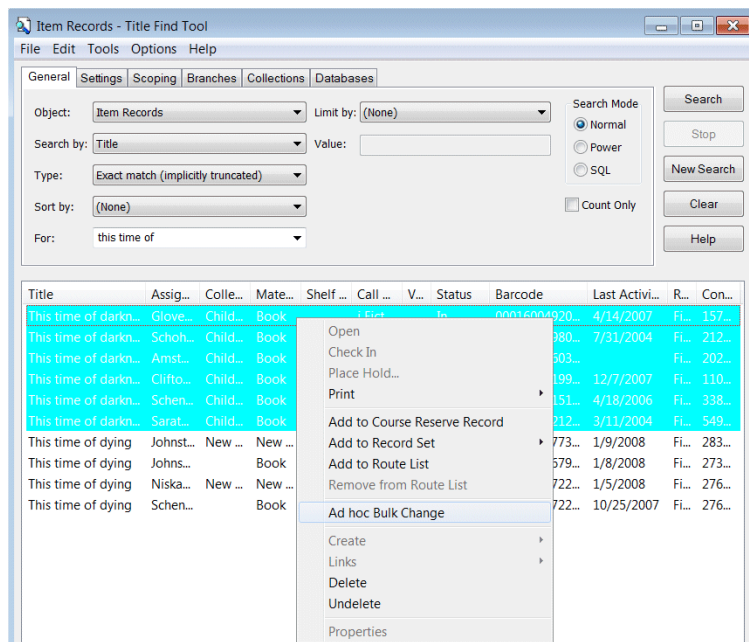 Item Records - Title Find Tool
File Edit Tools Options Help
General Settings Scoping Branches Collections Databases
Object: Item Records Limit by: (None) Search Mode Search
Normal
Search by: Title Value: Power Stop
Type: Exact match (implicitly truncated) SQL New Search
Sort by: (None) Count Only Clear
For: this time of Help
Title Assig... Colle... Mate... Shelf ... Call ... V... Status Barcode Last Activi... R... Con...
This time of darkn... Glove... Child... Book j Fict... In 00016004920... 4/14/2007 Fi... 157...
This time of darkn... Schoh... Child... Book 980... 7/31/2004 Fi... 212...
This time of darkn... Amst... Child... Book 503... Fi... 202...
This time of darkn... Clifto... Child... Book 199... 12/7/2007 Fi... 110...
This time of darkn... Schen... Child... Book 151... 4/18/2006 Fi... 338...
This time of darkn... Sarat... Child... Book 212... 3/11/2004 Fi... 549...
This time of dying Johnst... New ... New ... 773... 1/9/2008 Fi... 283...
This time of dying Johns... Book 579... 1/8/2008 Fi... 273...
This time of dying Niska... New ... New ... 722... 1/5/2008 Fi... 276...
This time of dying Schen... Book 722... 10/25/2007 Fi... 276...
Open
Check In
Place Hold...
Print
Add to Course Reserve Record
Add to Record Set
Add to Route List
Remove from Route List
Ad hoc Bulk Change
Create
Links
Delete
Undelete
Properties